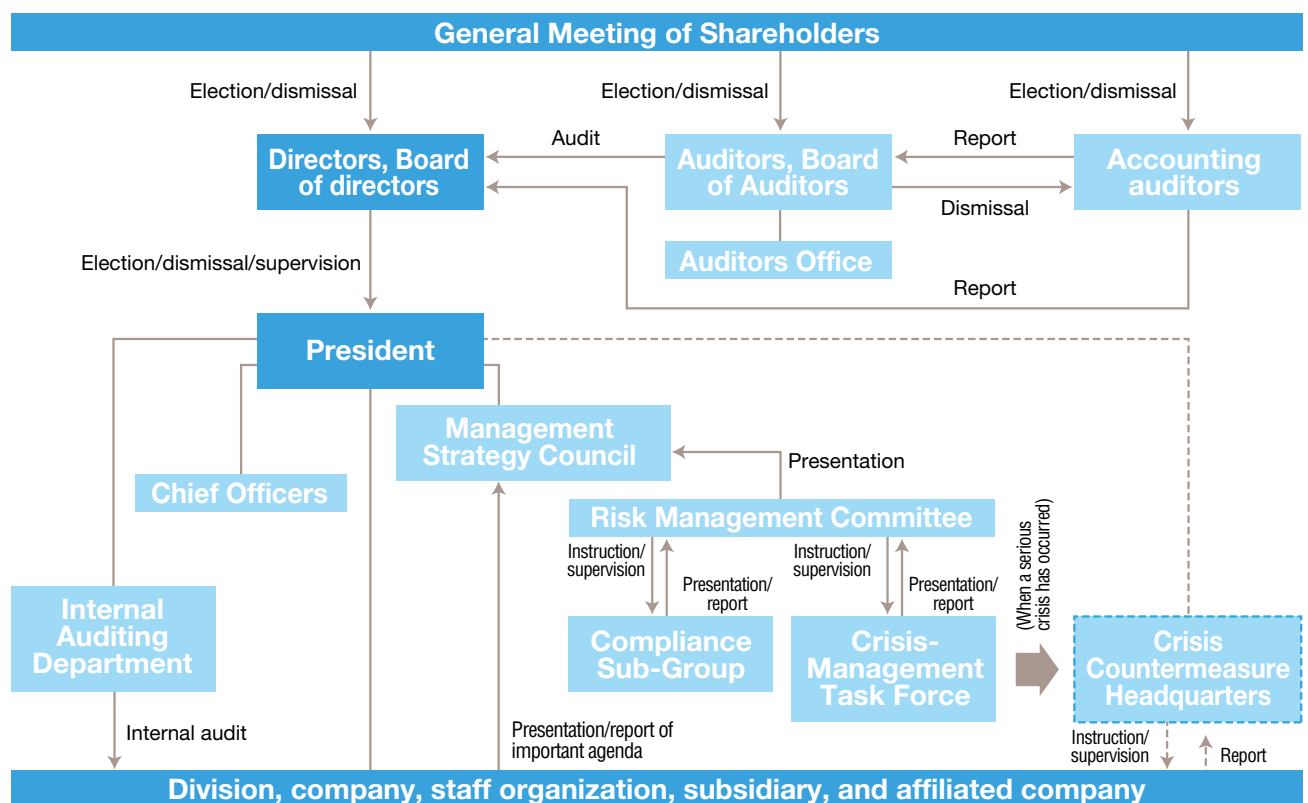 General Meeting of Shareholders
Election/dismissal
Election/dismissal
Election/dismissal
Directors, Board
of directors
Audit
Auditors, Board
of Auditors
Report
Dismissal
Accounting
auditors
Auditors Office
Election/dismissal/supervision
Report
President
Management
Strategy Council
Presentation
Chief Officers
Risk Management Committee
Instruction/
supervision
Presentation/
report
Instruction/
supervision
Presentation/
report
(When a serious
crisis has occurred)
Internal
Auditing
Department
Compliance
Sub-Group
Crisis-
Management
Task Force
Crisis
Countermeasure
Headquarters
Internal audit
Presentation/report of
important agenda
Instruction/
supervision
Report
Division, company, staff organization, subsidiary, and affiliated company